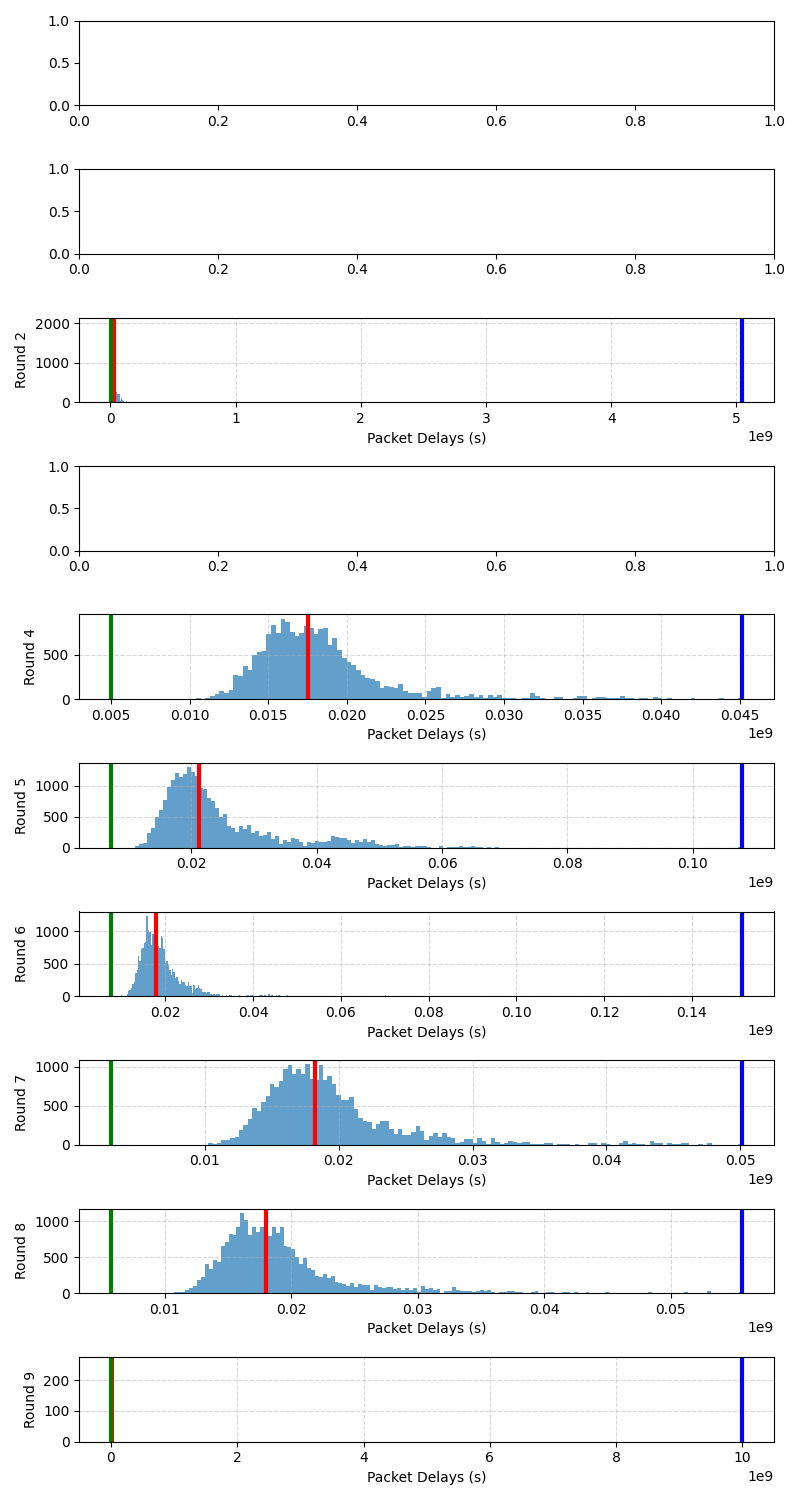 1.0
0.5
0.0
0.0 0.2 0.4 0.6 0.8 1.0
1.0
0.5
0.0
0.0 0.2 0.4 0.6 0.8 1.0
Round 2
2000
1000
0
0 1 2 3 4 5
1e9
Packet Delays (s)
1.0
0.5
0.0
0.0 0.2 0.4 0.6 0.8 1.0
Round 4
500
0
0.005 0.010 0.015 0.020 0.025 0.030 0.035 0.040 0.045
1e9
Packet Delays (s)
Round 5
1000
500
0
0.02 0.04 0.06 0.08 0.10
1e9
Packet Delays (s)
Round 6
1000
500
0
0.02 0.04 0.06 0.08 0.10 0.12 0.14
1e9
Packet Delays (s)
Round 7
1000
500
0
0.01 0.02 0.03 0.04 0.05
1e9
Packet Delays (s)
Round 8
1000
500
0
0.01 0.02 0.03 0.04 0.05
1e9
Packet Delays (s)
Round 9
200
100
0
0 2 4 6 8 10
1e9
Packet Delays (s)